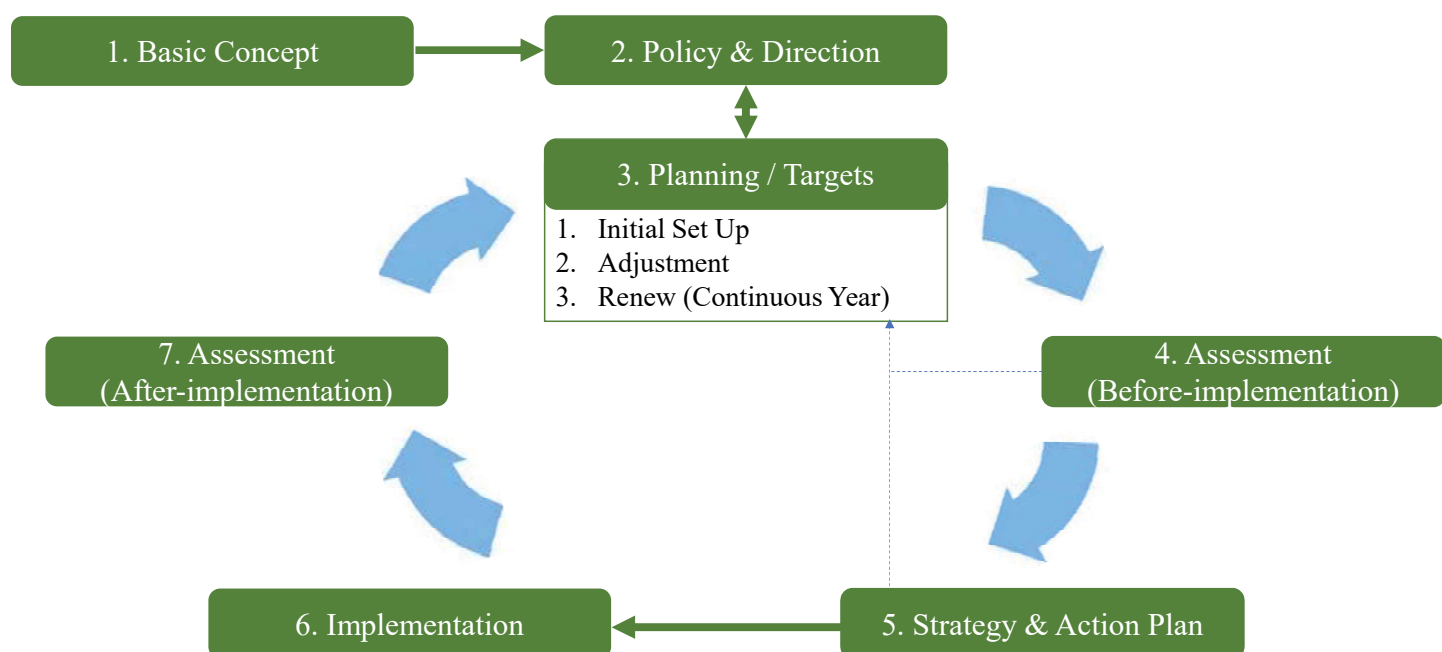 1. Basic Concept
2. Policy & Direction
3. Planning / Targets
1. Initial Set Up
2. Adjustment
3. Renew (Continuous Year)
4. Assessment
(Before-implementation)
5. Strategy & Action Plan
6. Implementation
7. Assessment
(After-implementation)